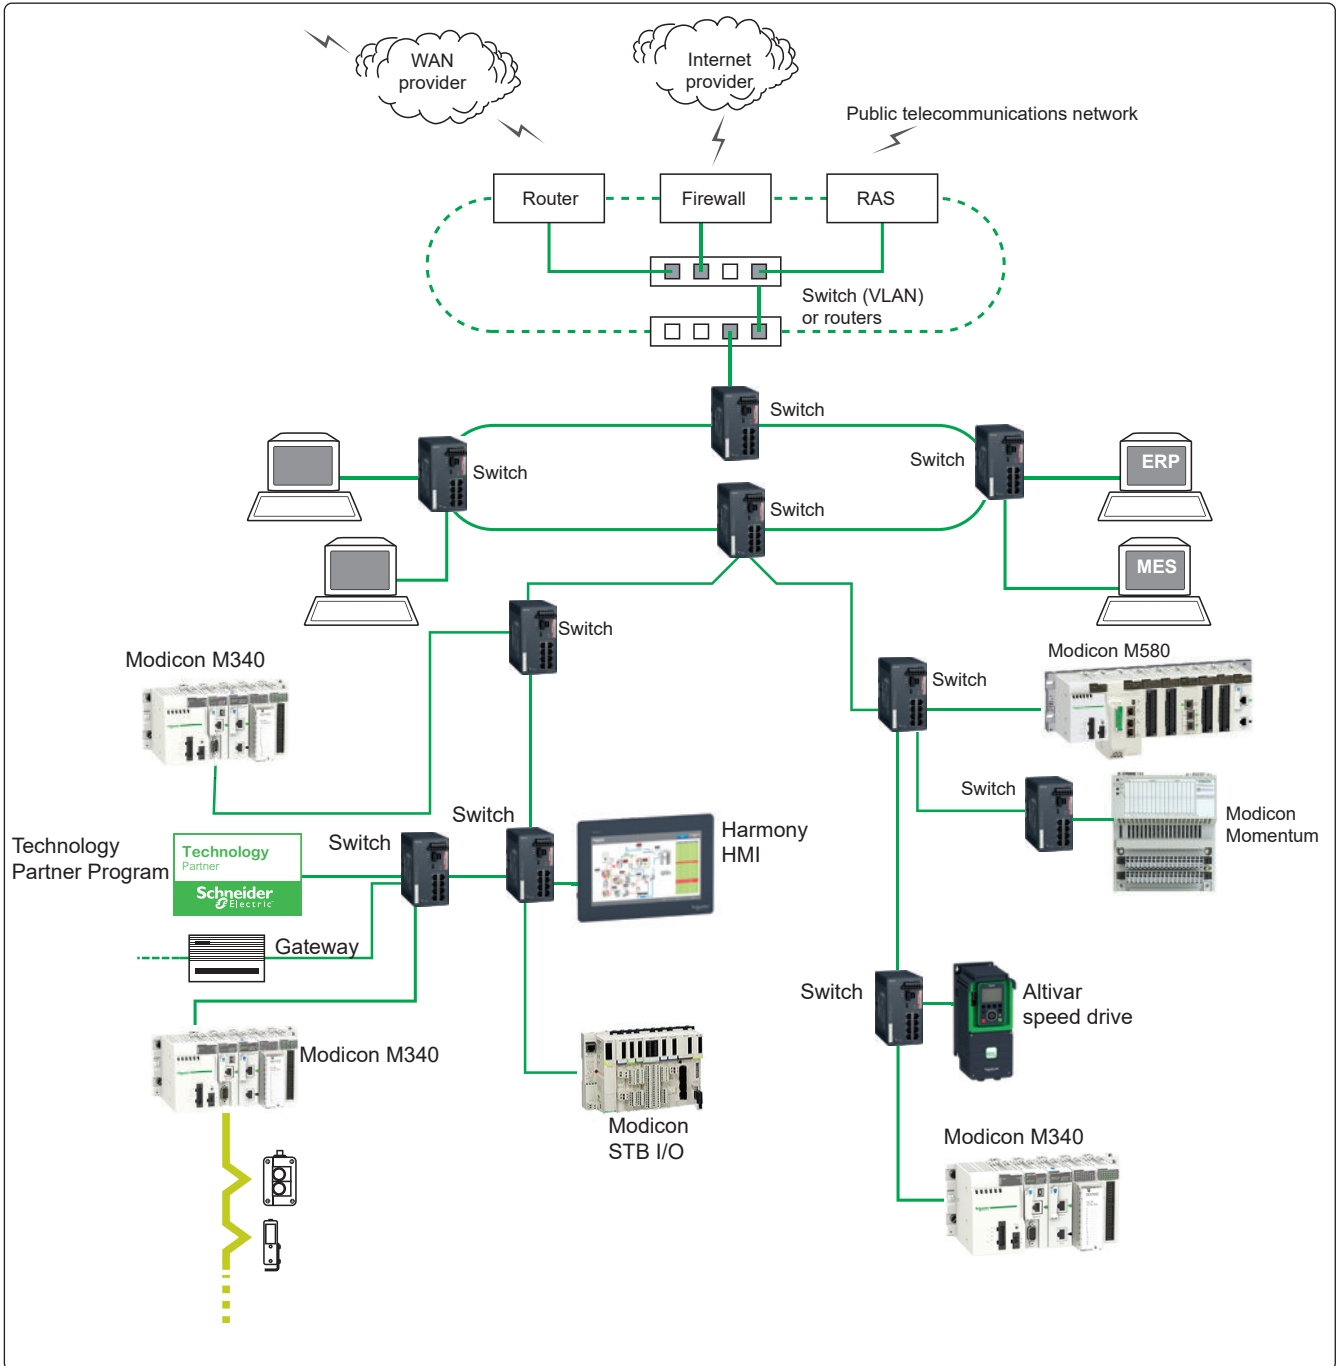 WAN
provider
Internet
provider
Public telecommunications network
Router
Firewall
RAS
Switch (VLAN)
or routers
Switch
Switch
Switch
ERP
Switch
MES
Switch
Modicon M340
Modicon M580
Switch
Switch
Modicon
Momentum
Technology
Partner Program
Technology
Partner
Schneider
Electric
Switch
Switch
Harmony
HMI
Gateway
Switch
Altivar
speed drive
Modicon M340
Modicon
STB I/O
Modicon M340